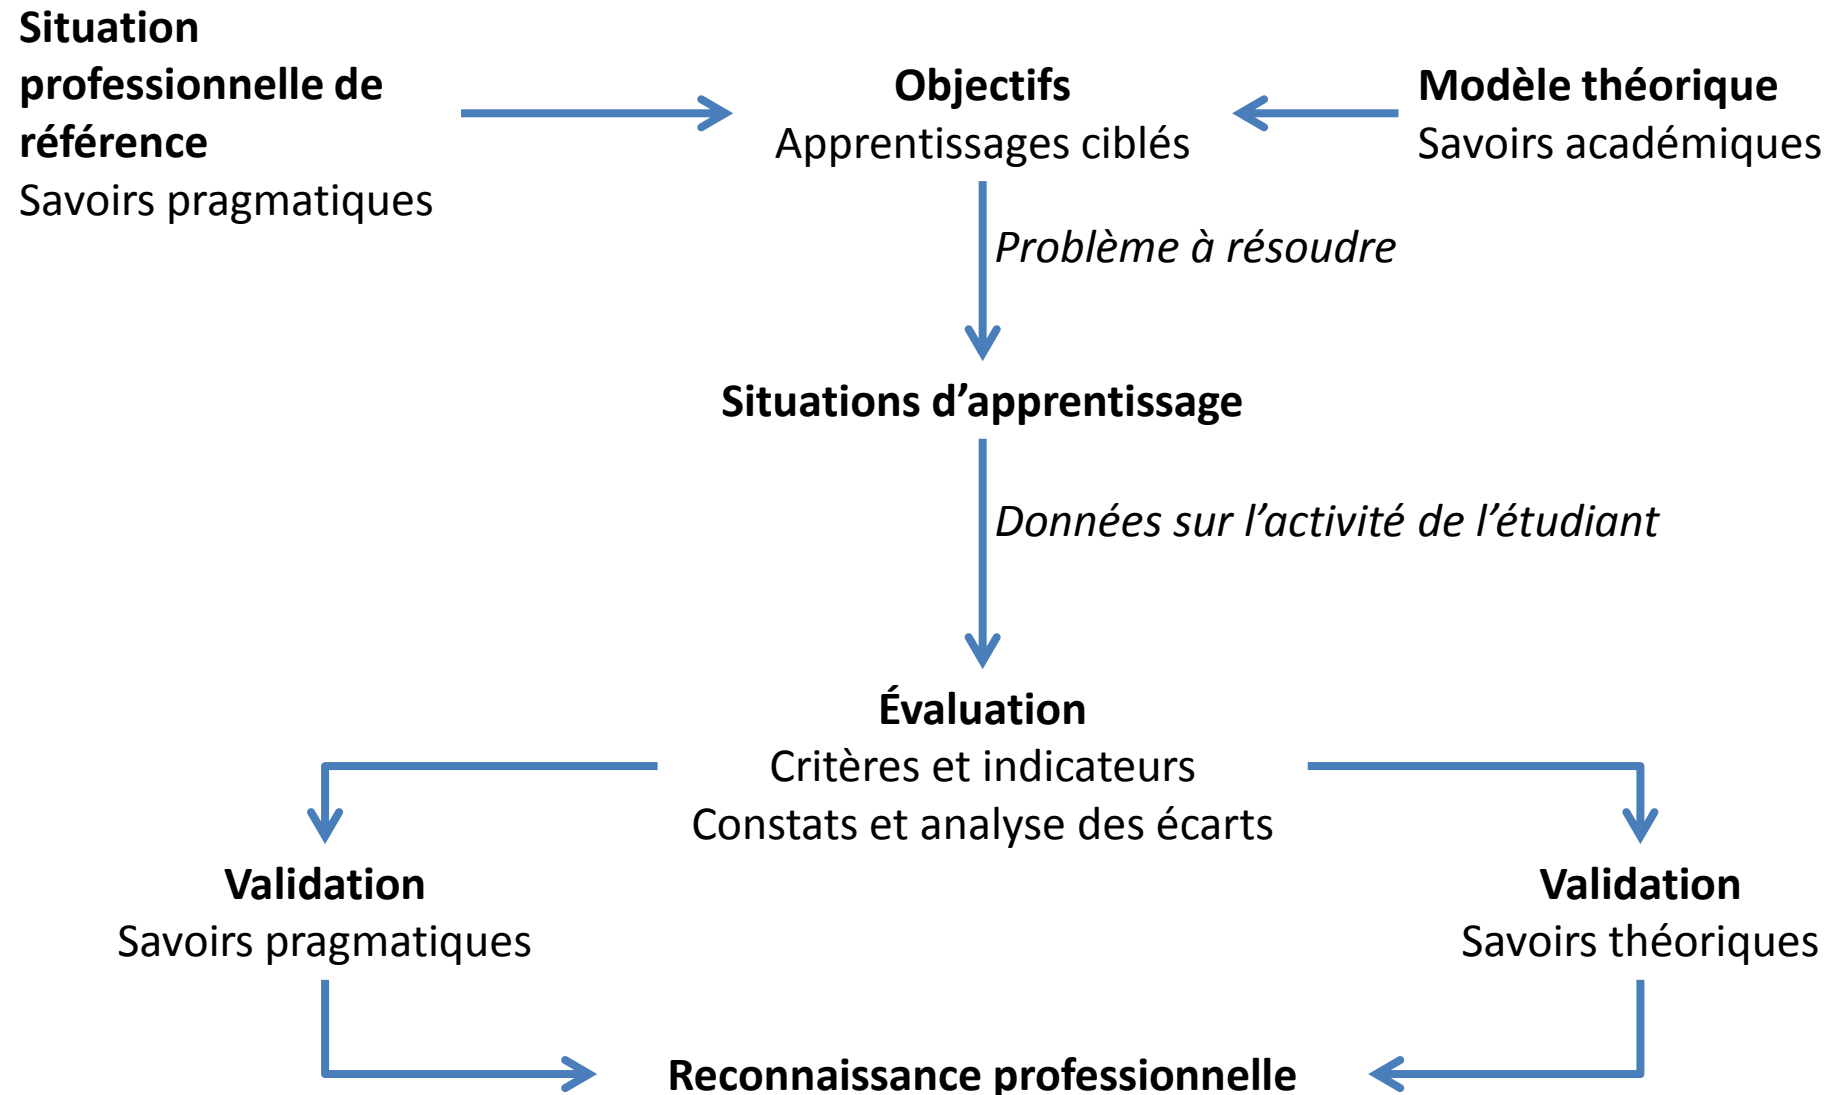 Situation
professionnelle de
référence
Savoirs pragmatiques
Objectifs
Apprentissages ciblés
Modèle théorique
Savoirs académiques
Problème à résoudre
Situations d’apprentissage
Données sur l’activité de l’étudiant
Évaluation
Critères et indicateurs
Constats et analyse des écarts
Validation
Savoirs pragmatiques
Validation
Savoirs théoriques
Reconnaissance professionnelle